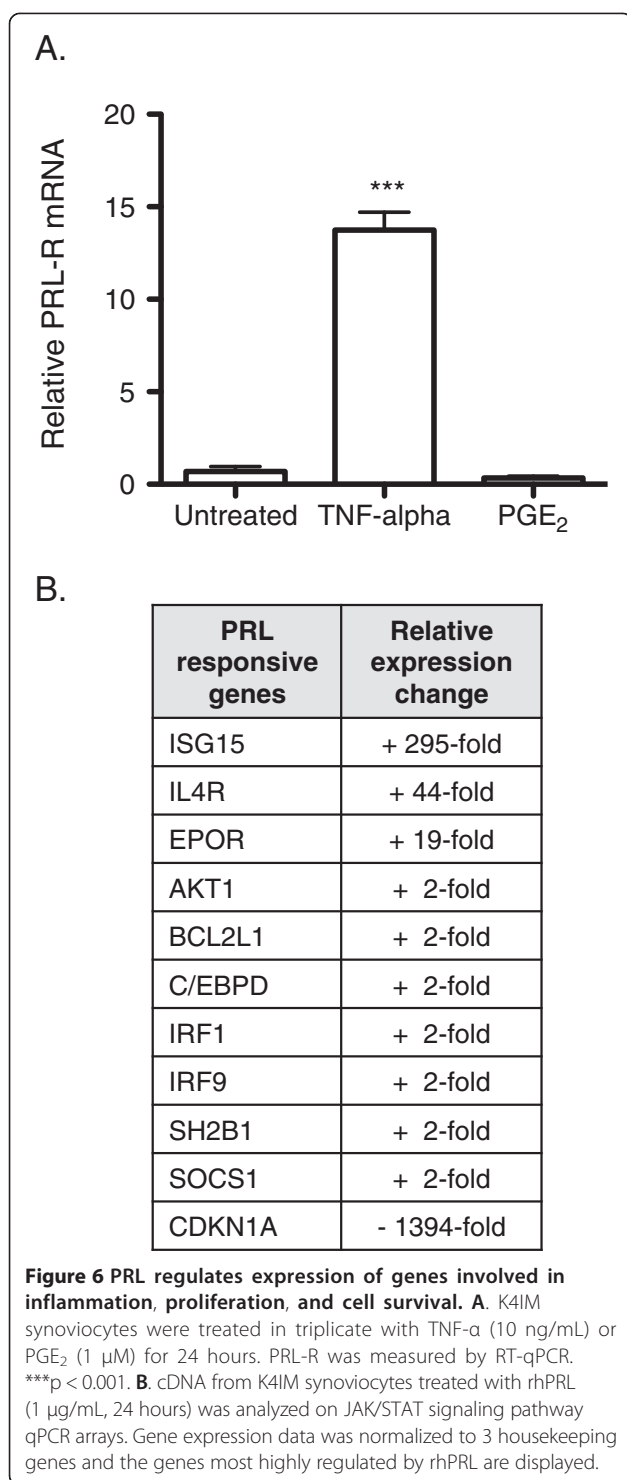 A.
Relative PRL-R mRNA
20
15
10
5
0
***
Untreated TNF-alpha PGE₂
B.
PRL responsive genes Relative expression change
ISG15 + 295-fold
IL4R + 44-fold
EPOR + 19-fold
AKT1 + 2-fold
BCL2L1 + 2-fold
C/EBPD + 2-fold
IRF1 + 2-fold
IRF9 + 2-fold
SH2B1 + 2-fold
SOCS1 + 2-fold
CDKN1A - 1394-fold
Figure 6 PRL regulates expression of genes involved in
inflammation, proliferation, and cell survival. A. K4IM
synoviocytes were treated in triplicate with TNF-α (10 ng/mL) or
PGE₂ (1 μM) for 24 hours. PRL-R was measured by RT-qPCR.
***p < 0.001. B. cDNA from K4IM synoviocytes treated with rhPRL
(1 μg/mL, 24 hours) was analyzed on JAK/STAT signaling pathway
qPCR arrays. Gene expression data was normalized to 3 housekeeping
genes and the genes most highly regulated by rhPRL are displayed.